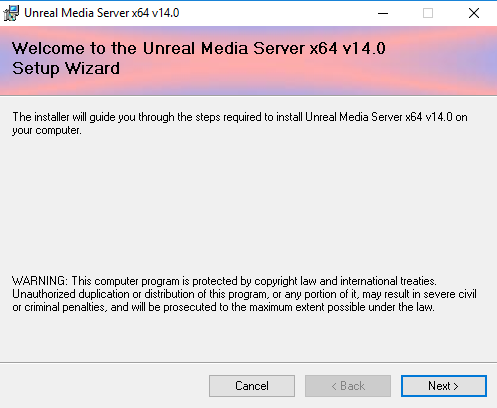 Unreal Media Server x64 v14.0
Welcome to the Unreal Media Server x64 v14.0
Setup Wizard
The installer will guide you through the steps required to install Unreal Media Server x64 v14.0 on
your computer.
WARNING: This computer program is protected by copyright law and international treaties.
Unauthorized duplication or distribution of this program, or any portion of it, may result in severe civil
or criminal penalties, and will be prosecuted to the maximum extent possible under the law.
Cancel
< Back
Next >